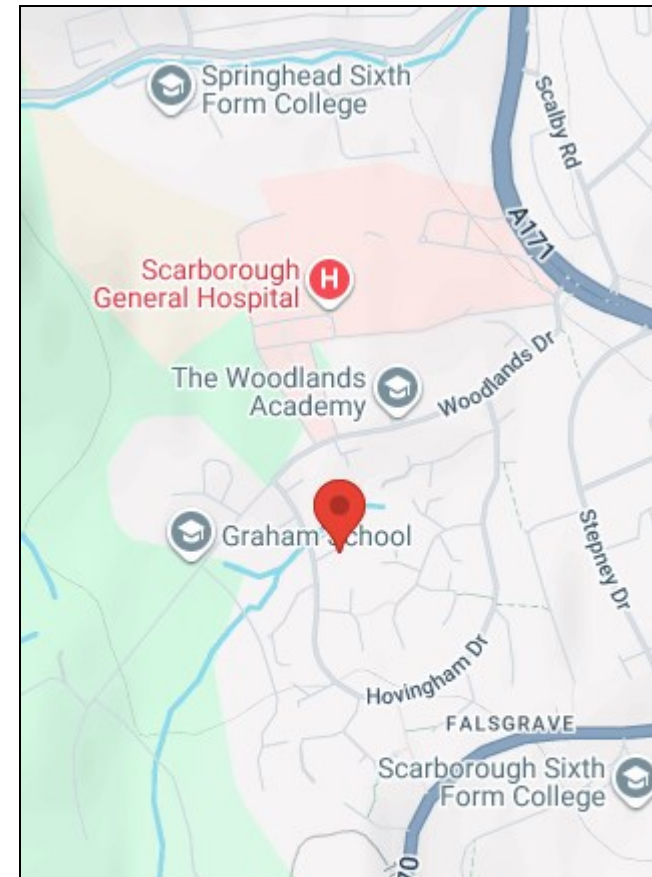 Springhead Sixth
Form College
Scalby Rd
A171
Scarborough
General Hospital
H
The Woodlands
Academy
Woodlands Dr
Graham School
Stepney Dr
Hovingham Dr
FALSGRAVE
Scarborough Sixth
Form College
70